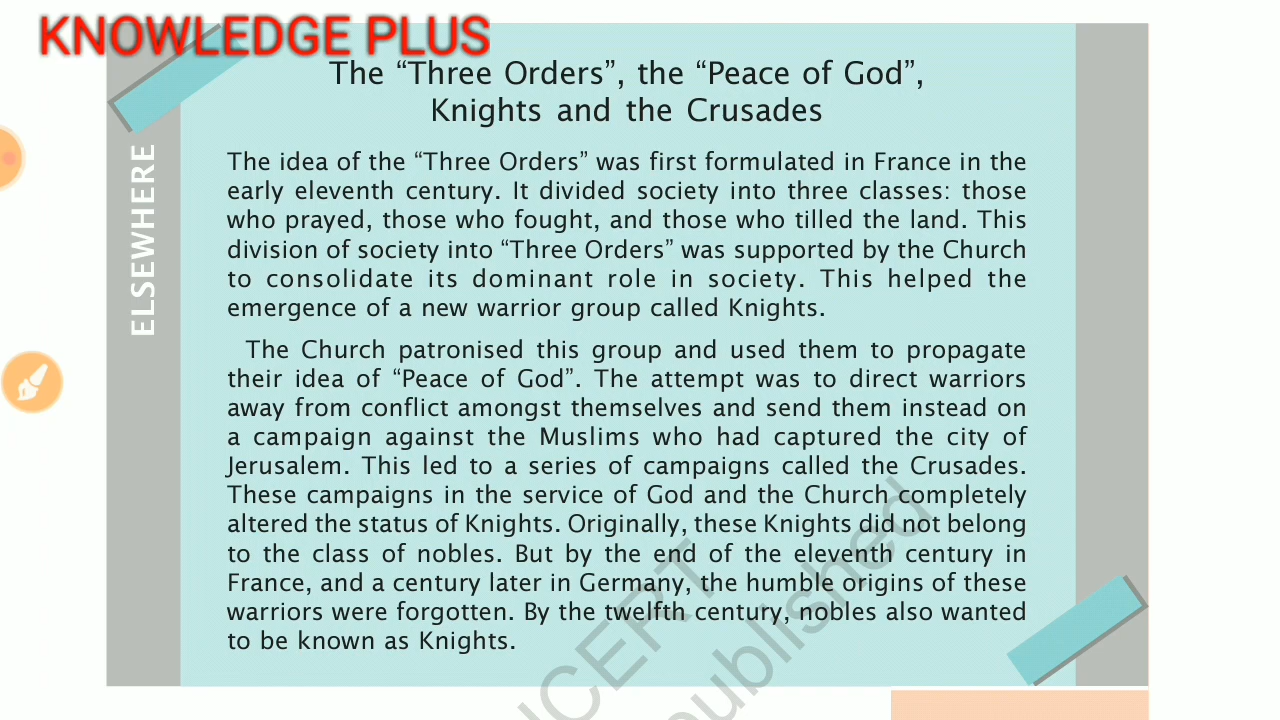 KNOWLEDGE PLUS
The “Three Orders”, the “Peace of God”,
Knights and the Crusades
ELSEWHERE
The idea of the “Three Orders” was first formulated in France in the
early eleventh century. It divided society into three classes: those
who prayed, those who fought, and those who tilled the land. This
division of society into “Three Orders” was supported by the Church
to consolidate its dominant role in society. This helped the
emergence of a new warrior group called Knights.
The Church patronised this group and used them to propagate
their idea of “Peace of God”. The attempt was to direct warriors
away from conflict amongst themselves and send them instead on
a campaign against the Muslims who had captured the city of
Jerusalem. This led to a series of campaigns called the Crusades.
These campaigns in the service of God and the Church completely
altered the status of Knights. Originally, these Knights did not belong
to the class of nobles. But by the end of the eleventh century in
France, and a century later in Germany, the humble origins of these
warriors were forgotten. By the twelfth century, nobles also wanted
to be known as Knights.
NCERT
published